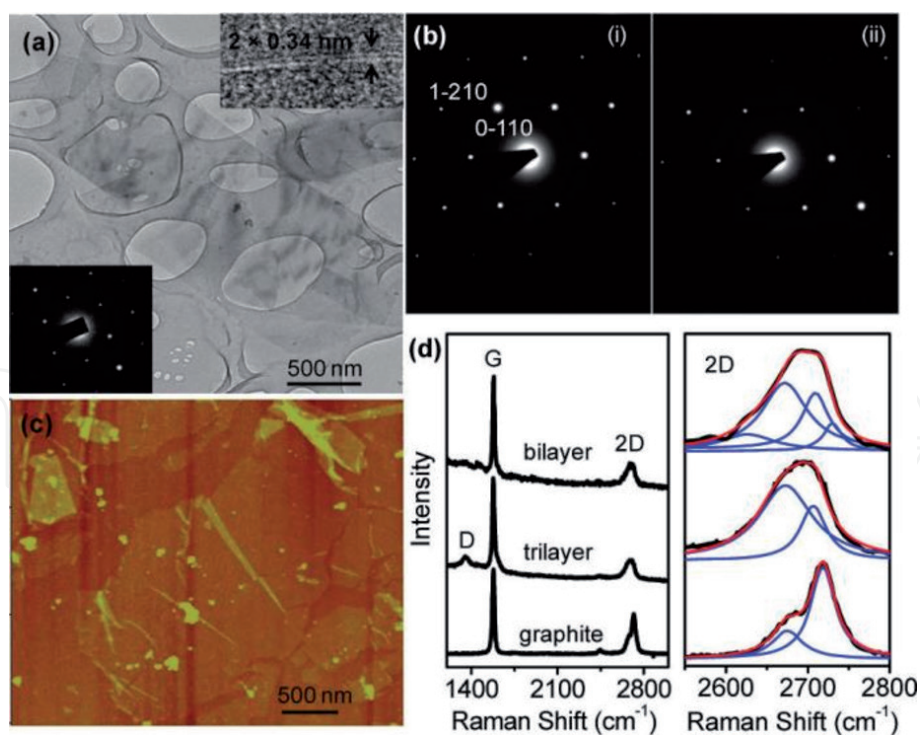 (a)
2 × 0.34 nm
500 nm
(b)
(i)
(ii)
1-210
0-110
(c)
500 nm
(d)
G
2D
bilayer
D
trilayer
graphite
Intensity
1400 2100 2800
Raman Shift (cm⁻¹)
2D
2600 2700 2800
Raman Shift (cm⁻¹)